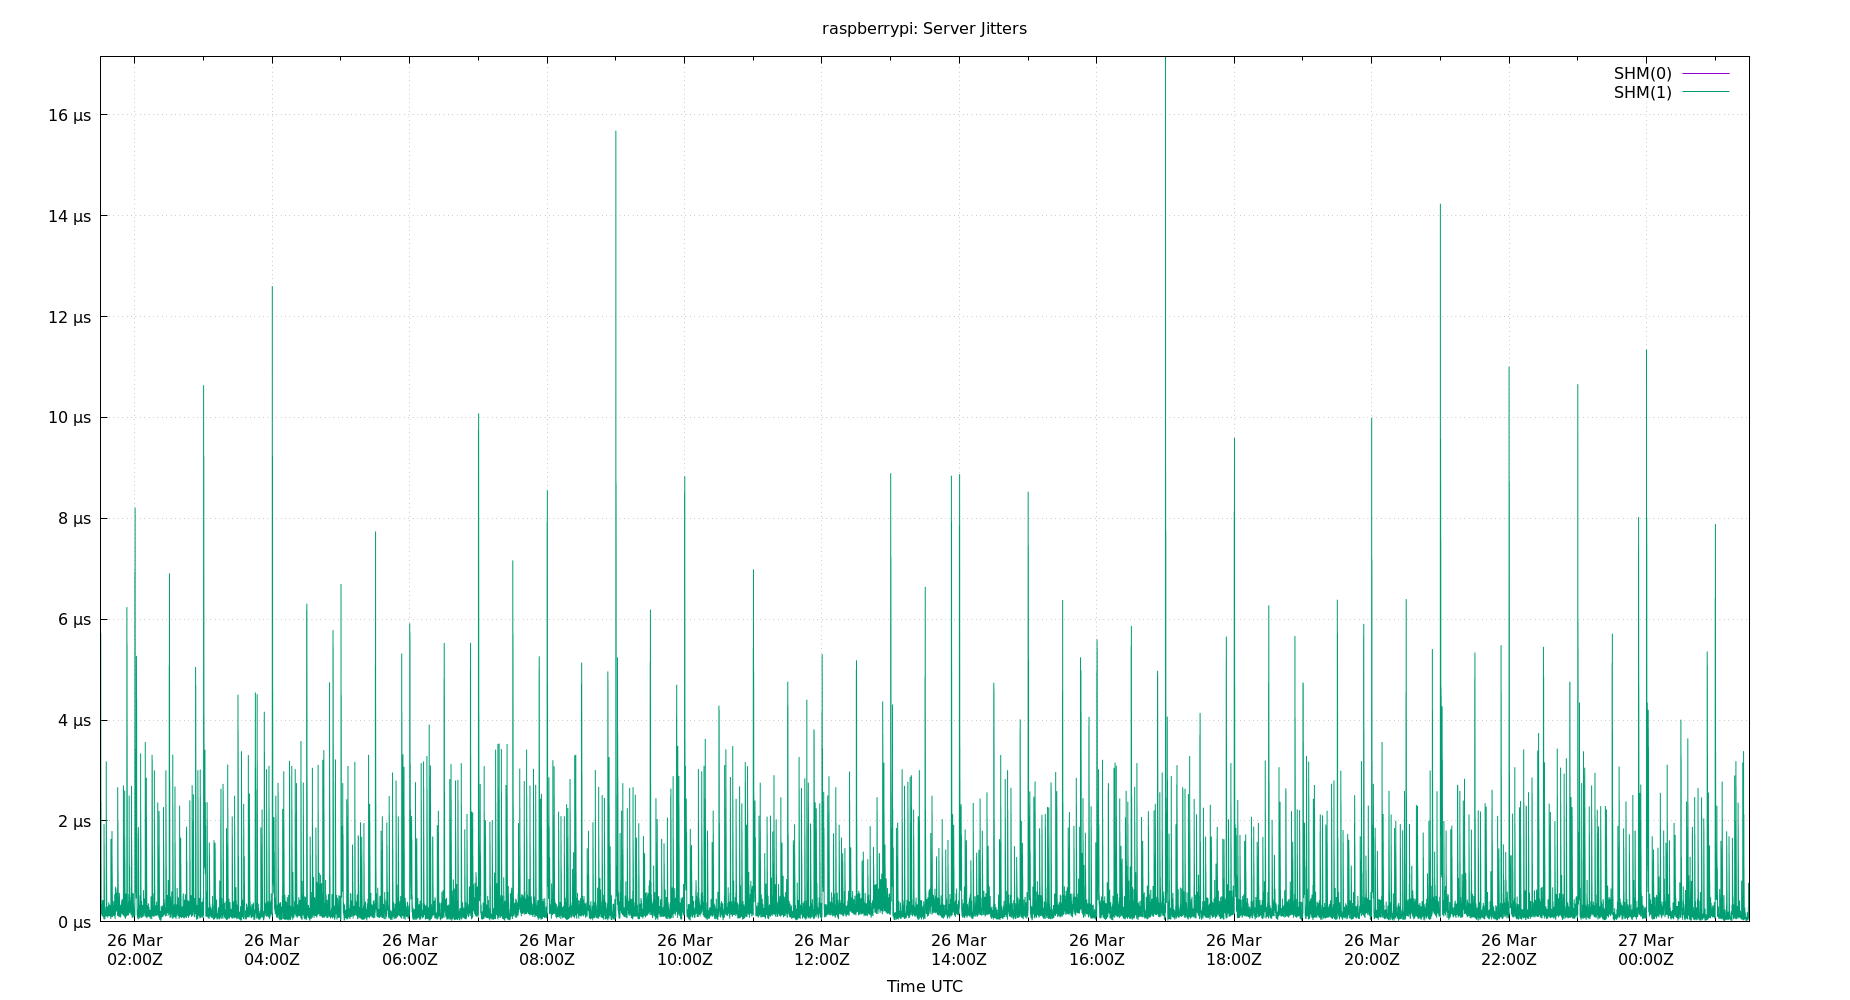 raspberrypi: Server Jitters
SHM(0)
SHM(1)
16 µs
14 µs
12 µs
10 µs
8 µs
6 µs
4 µs
2 µs
0 µs
26 Mar
02:00Z
26 Mar
04:00Z
26 Mar
06:00Z
26 Mar
08:00Z
26 Mar
10:00Z
26 Mar
12:00Z
26 Mar
14:00Z
26 Mar
16:00Z
26 Mar
18:00Z
26 Mar
20:00Z
26 Mar
22:00Z
27 Mar
00:00Z
Time UTC